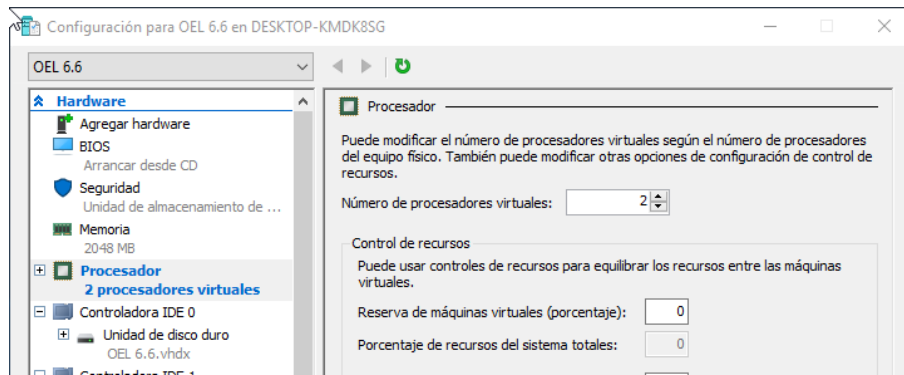 Configuración para OEL 6.6 en DESKTOP-KMDK8SG
OEL 6.6
Hardware
Agregar hardware
BIOS
Arrancar desde CD
Seguridad
Unidad de almacenamiento de ...
Memoria
2048 MB
Procesador
2 procesadores virtuales
Controladora IDE 0
Unidad de disco duro
OEL 6.6.vhdx
Controladora IDE 1
Procesador
Puede modificar el número de procesadores virtuales según el número de procesadores
del equipo físico. También puede modificar otras opciones de configuración de control de
recursos.
Número de procesadores virtuales: 2
Control de recursos
Puede usar controles de recursos para equilibrar los recursos entre las máquinas
virtuales.
Reserva de máquinas virtuales (porcentaje): 0
Porcentaje de recursos del sistema totales: 0